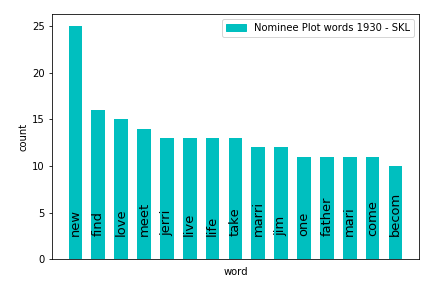 Nominee Plot words 1930 - SKL
25
20
15
10
5
0
count
new
find
love
meet
jerri
live
life
take
marri
jim
one
father
mari
come
becom
word